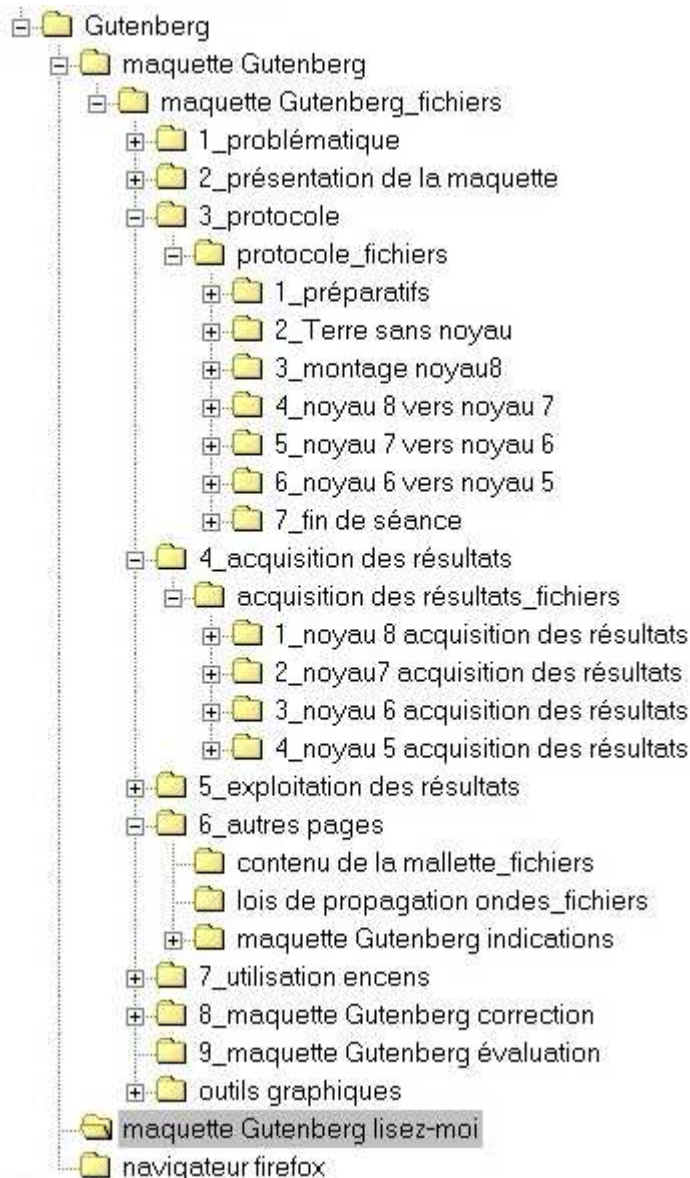 Gutenberg
maquette Gutenberg
maquette Gutenberg_fichiers
1_problématique
2_présentation de la maquette
3_protocole
protocole_fichiers
1_préparatifs
2_Terre sans noyau
3_montage noyau8
4_noyau 8 vers noyau 7
5_noyau 7 vers noyau 6
6_noyau 6 vers noyau 5
7_fin de séance
4_acquisition des résultats
acquisition des résultats_fichiers
1_noyau 8 acquisition des résultats
2_noyau7 acquisition des résultats
3_noyau 6 acquisition des résultats
4_noyau 5 acquisition des résultats
5_exploitation des résultats
6_autres pages
contenu de la mallette_fichiers
lois de propagation ondes_fichiers
maquette Gutenberg indications
7_utilisation encens
8_maquette Gutenberg correction
9_maquette Gutenberg évaluation
outils graphiques
maquette Gutenberg lisez-moi
navigateur firefox